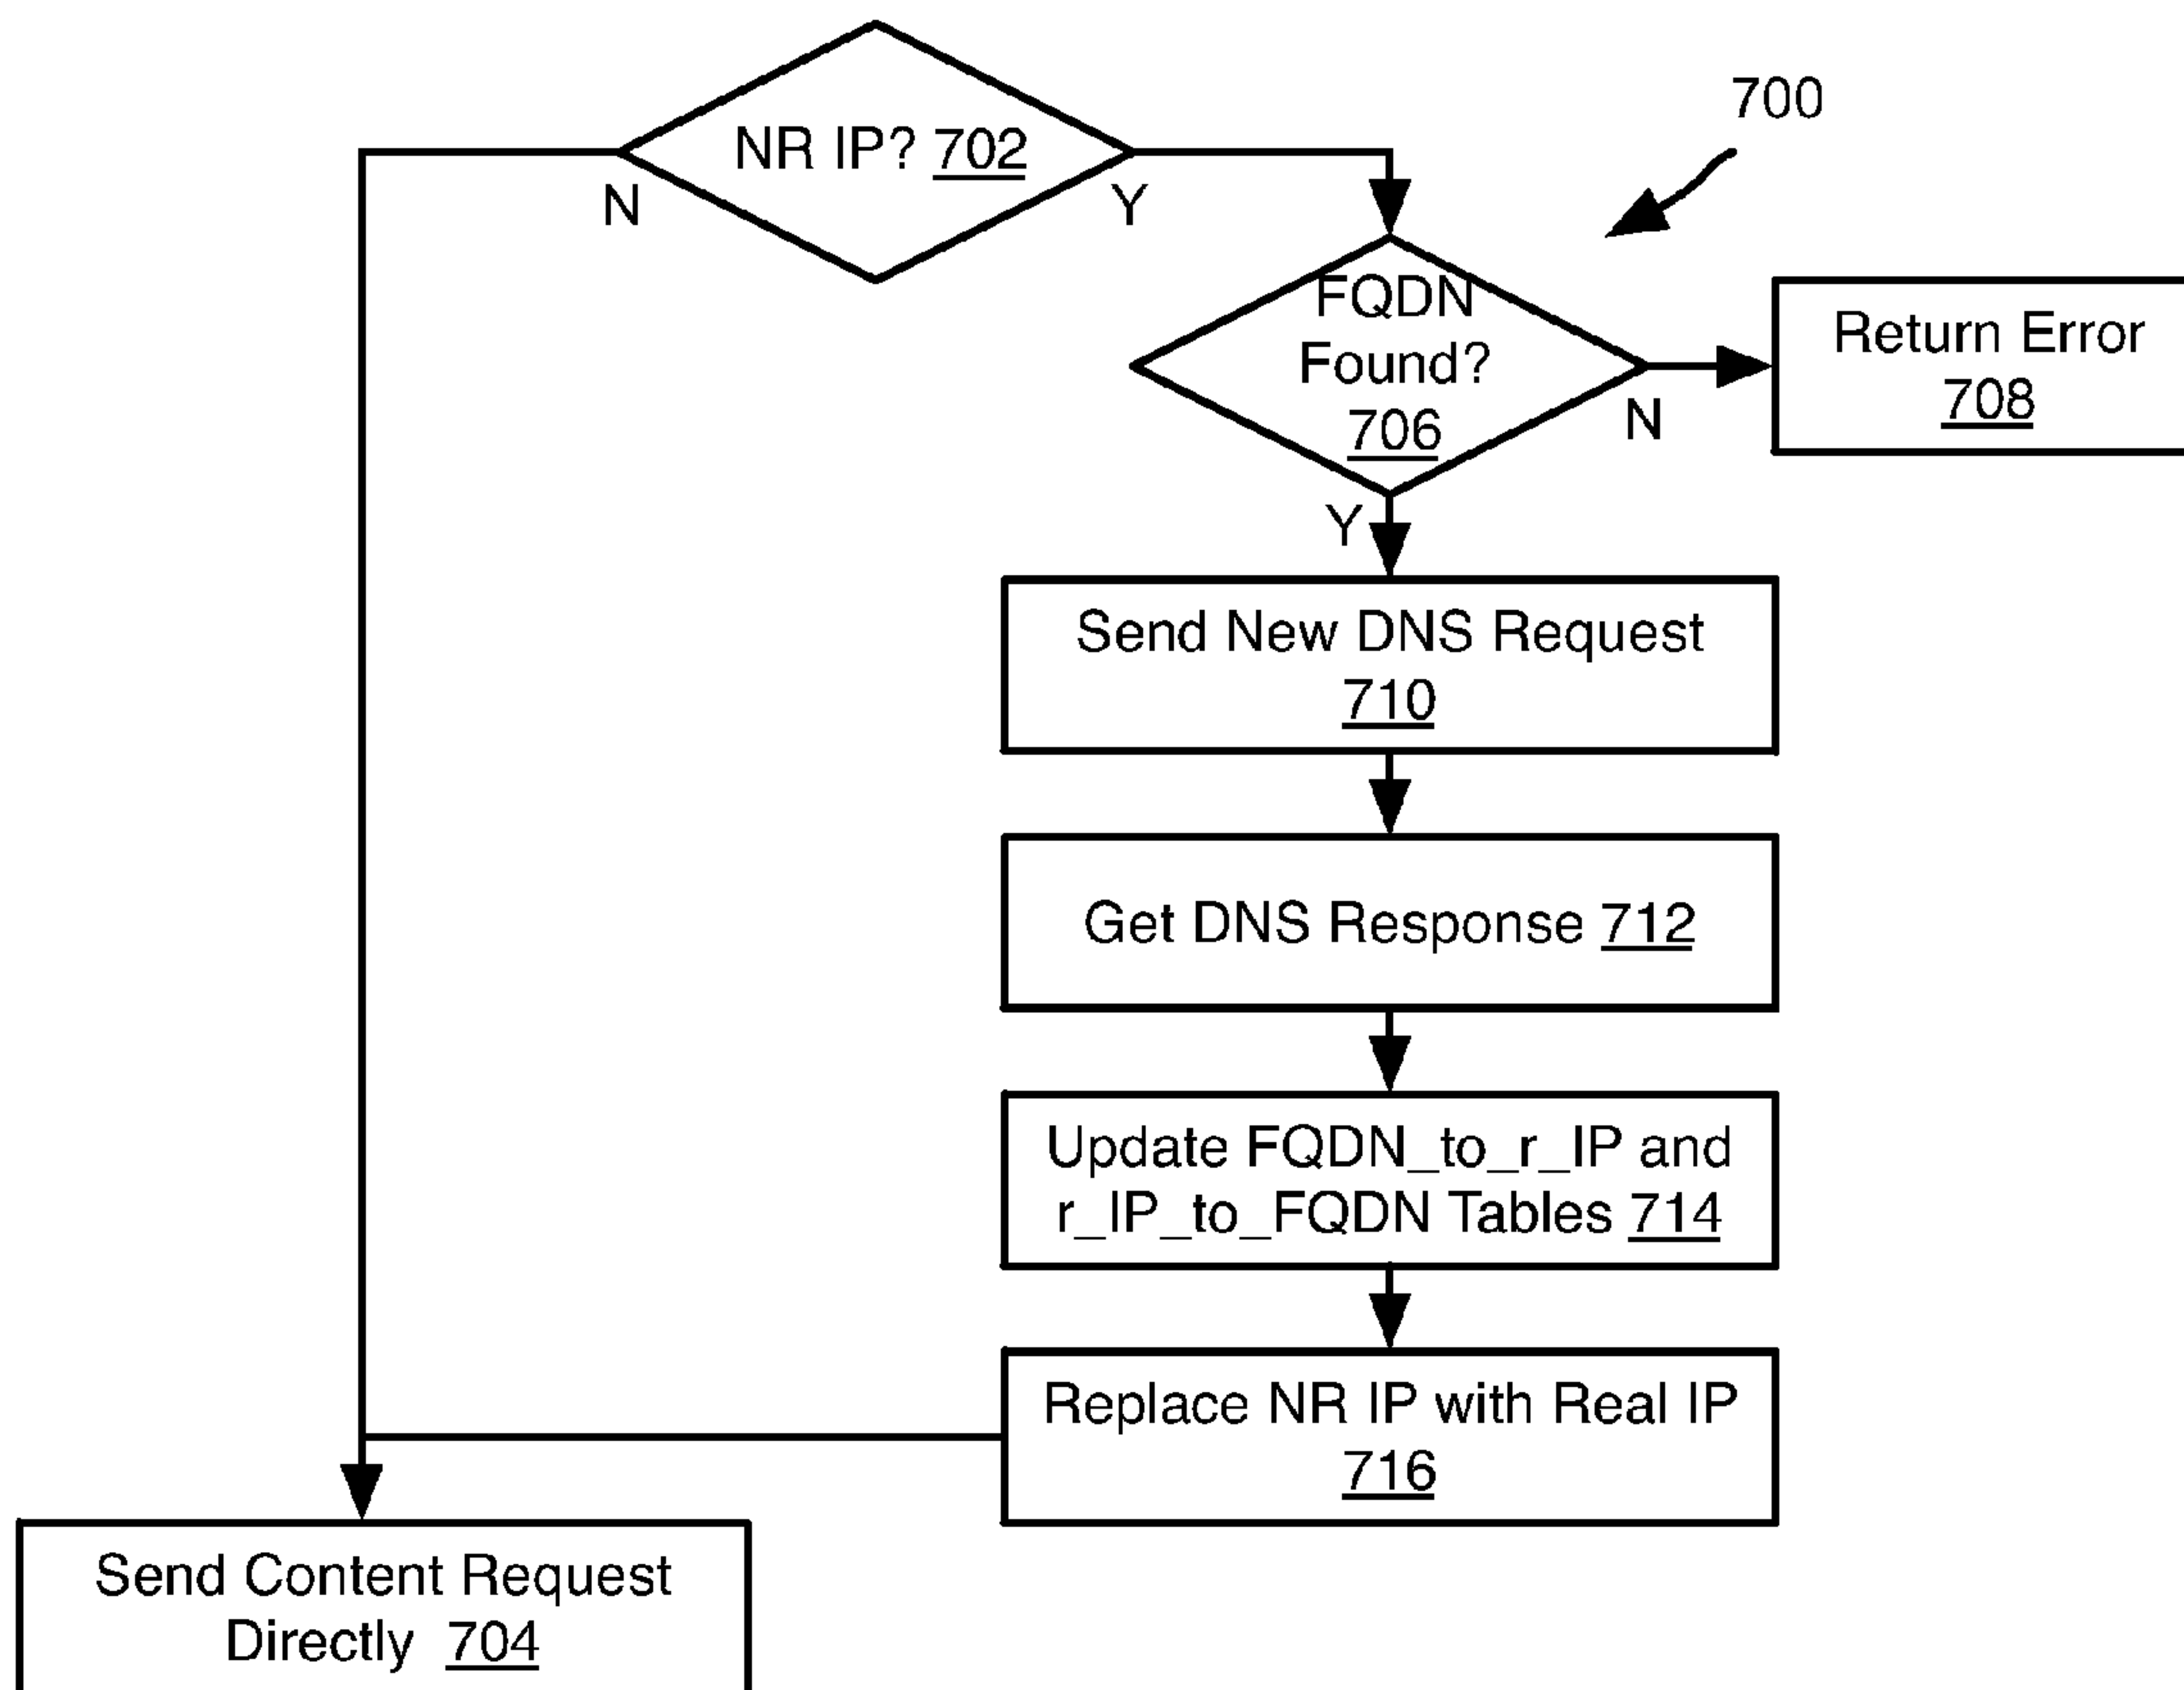 700
NR IP? 702
N
Y
FQDN
Found?
706
N
Y
Return Error
708
Send New DNS Request
710
Get DNS Response 712
Update FQDN_to_r_IP and
r_IP_to_FQDN Tables 714
Replace NR IP with Real IP
716
Send Content Request
Directly 704